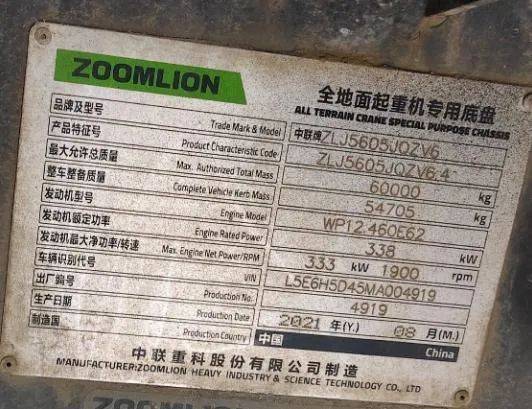 ZOOMLION
全地面起重机专用底盘
ALL TERRAIN CRANE SPECIAL PURPOSE CHASSIS
品牌及型号 Trade Mark & Model 中联牌ZLJ5605JQZV6
产品特征号 Product Characteristic Code ZLJ5605JQZV6.4
最大允许总质量 Max. Authorized Total Mass 60000 kg
整车整备质量 Complete Vehicle Kerb Mass 54705 kg
发动机型号 Engine Model WP12.460E62
发动机额定功率 Engine Rated Power 338 kW
发动机最大净功率/转速 Max. Engine Net Power/RPM 333 kW 1900 rpm
车辆识别代号 VIN L5E6H5D45MA004919
出厂编号 Production No. 4919
生产日期 Production Date 2021 年(Y.) 08 月(M.)
制造国 Production Country 中国 China
中联重科股份有限公司制造
MANUFACTURER:ZOOMLION HEAVY INDUSTRY & SCIENCE TECHNOLOGY CO., LTD
ZOOMLION